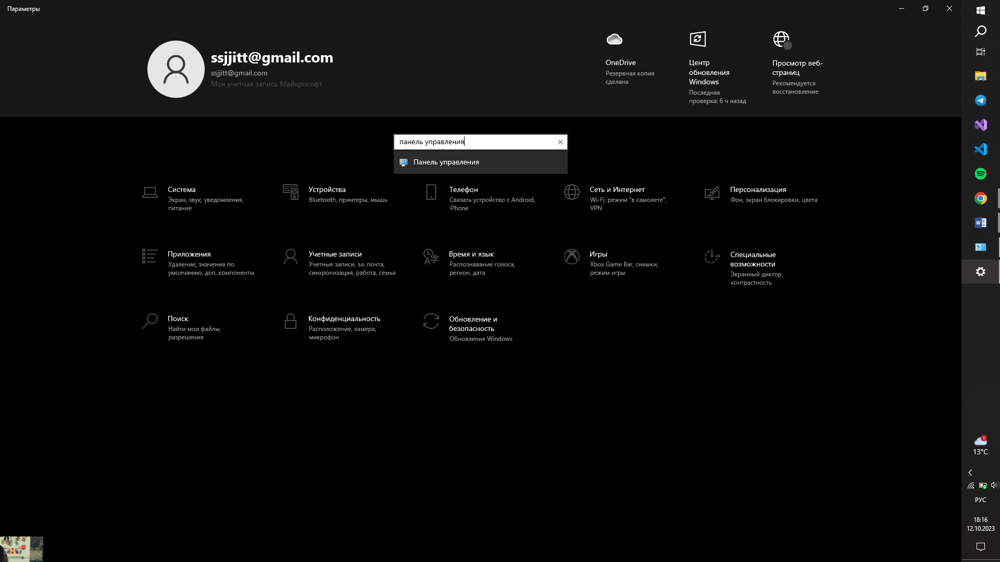 Параметры
ssjjitt@gmail.com
ssjjitt@gmail.com
Моя учетная запись Майкрософт
OneDrive
Резервная копия
сделана
Центр
обновления
Windows
Последняя
проверка: 6 ч назад
Просмотр веб-
страниц
Рекомендуется
восстановление
панель управления
Панель управления
Система
Экран, звук, уведомления,
питание
Устройства
Bluetooth, принтеры, мышь
Телефон
Связать устройство с Android,
iPhone
Сеть и Интернет
Wi-Fi, режим "в самолете",
VPN
Персонализация
Фон, экран блокировки, цвета
Приложения
Удаление, значения по
умолчанию, доп. компоненты
Учетные записи
Учетные записи, эл. почта,
синхронизация, работа, семья
Время и язык
Распознавание голоса,
регион, дата
Игры
Xbox Game Bar, снимки,
режим игры
Специальные
возможности
Экранный диктор,
контрастность
Поиск
Найти мои файлы,
разрешения
Конфиденциальность
Расположение, камера,
микрофон
Обновление и
безопасность
Обновления Windows
W
1
13°C
РУС
18:16
12.10.2023